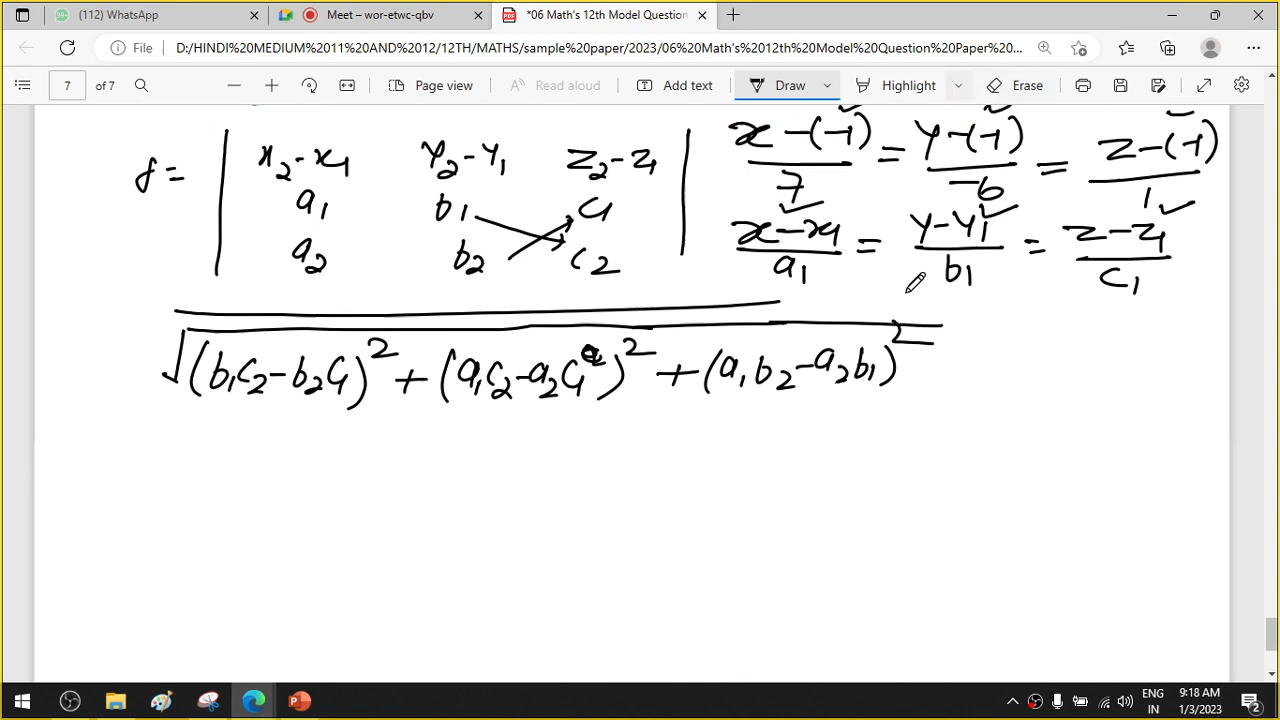 (112) WhatsApp
Meet – wor-etwc-qbv
*06 Math's 12th Model Question
File
D:/HINDI%20MEDIUM%2011%20AND%2012/12TH/MATHS/sample%20paper/2023/06%20Math's%2012th%20Model%20Question%20Paper%20...
7 of 7
Page view
Read aloud
Add text
Draw
Highlight
Erase
d = | x₂-x₁ y₂-y₁ z₂-z₁ |
a₁ b₁ c₁
a₂ b₂ c₂
√(b₁c₂-b₂c₁)² + (a₁c₂-a₂c₁)² + (a₁b₂-a₂b₁)²
x-(-1)/7 = y-(-1)/-6 = z-(-1)/1
x-x₁/a₁ = y-y₁/b₁ = z-z₁/c₁
ENG
IN
9:18 AM
1/3/2023
2